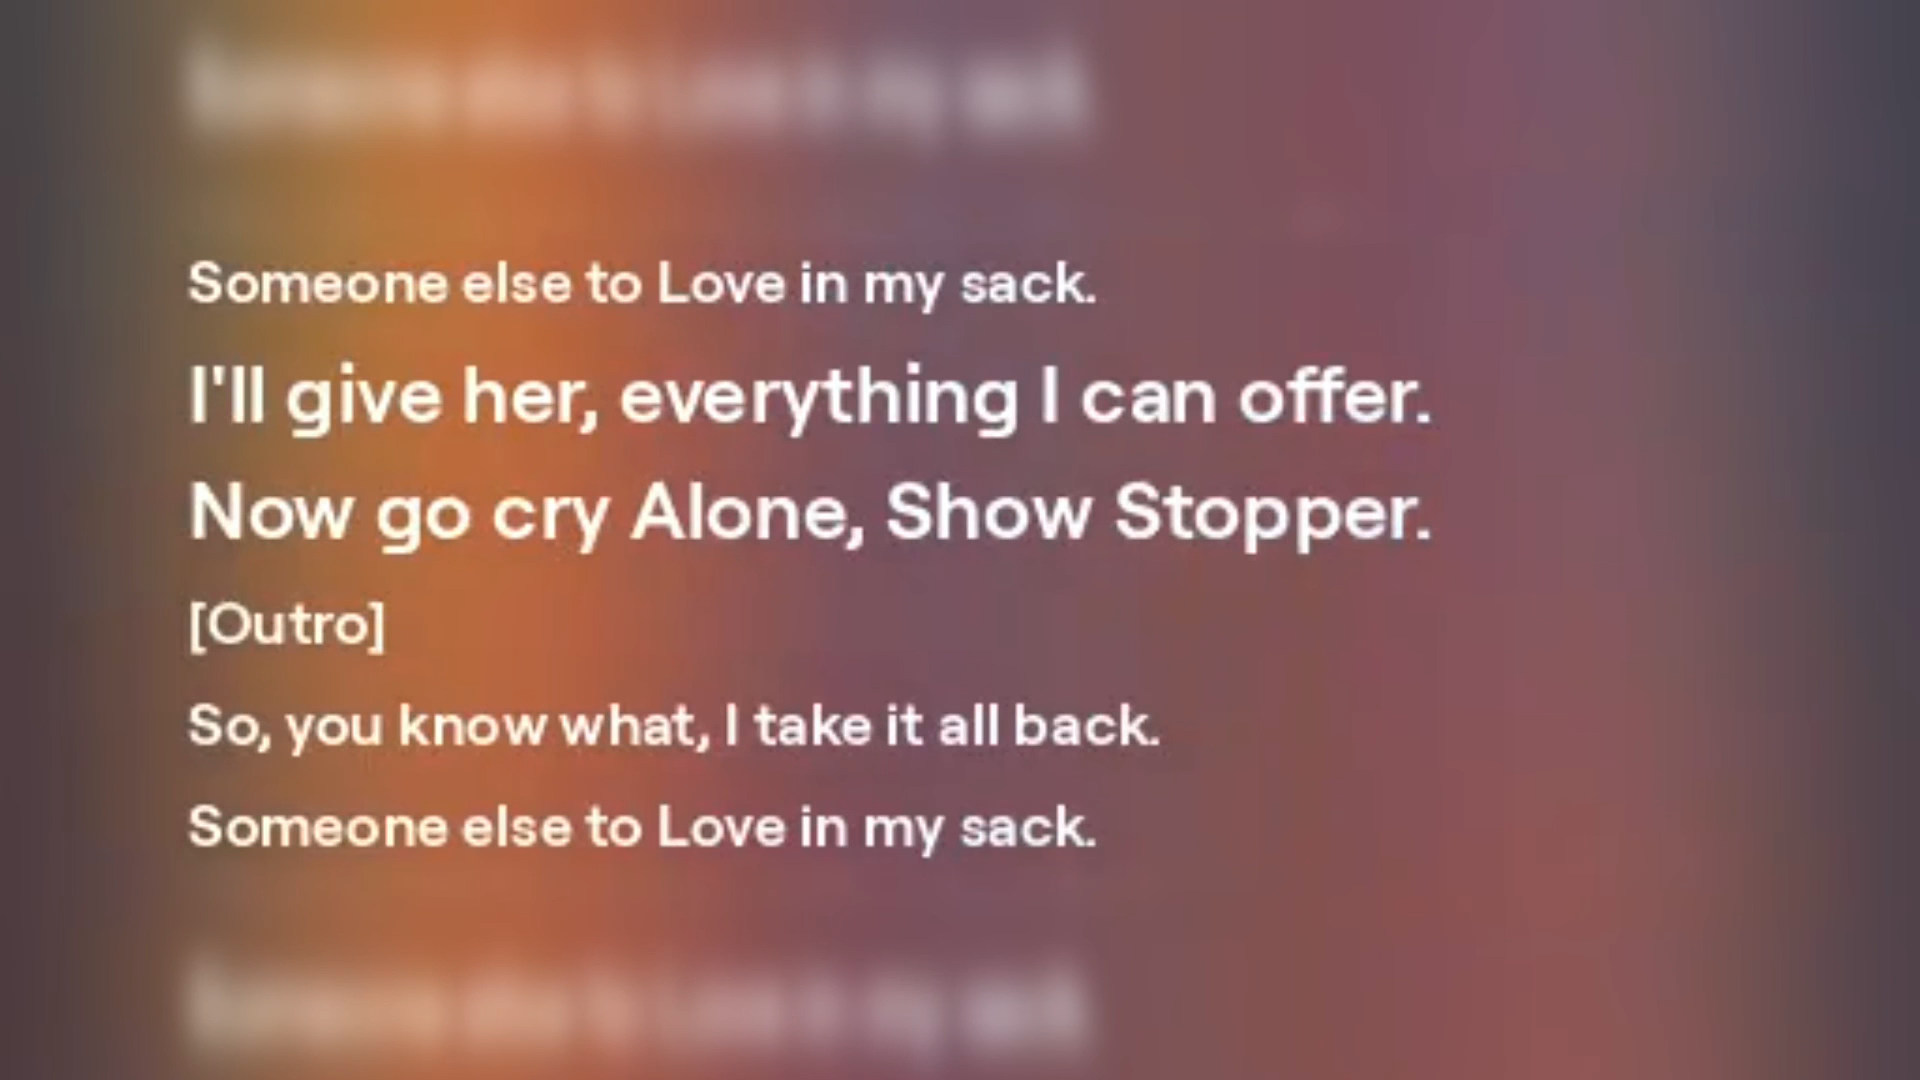 Someone else to Love in my sack.
I'll give her, everything I can offer.
Now go cry Alone, Show Stopper.
[Outro]
So, you know what, I take it all back.
Someone else to Love in my sack.